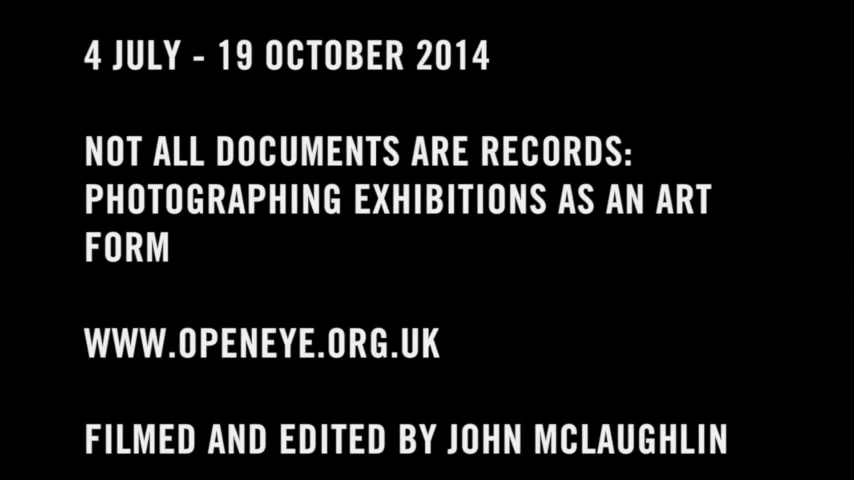 4 JULY - 19 OCTOBER 2014
NOT ALL DOCUMENTS ARE RECORDS:
PHOTOGRAPHING EXHIBITIONS AS AN ART
FORM
WWW.OPENEYE.ORG.UK
FILMED AND EDITED BY JOHN MCLAUGHLIN